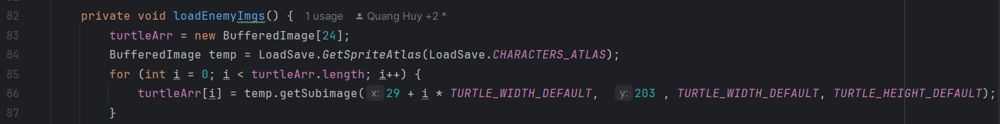 82 private void loadEnemyImgs() { 1 usage Quang Huy +2 *
83 turtleArr = new BufferedImage[24];
84 BufferedImage temp = LoadSave.GetSpriteAtlas(LoadSave.CHARACTERS_ATLAS);
85 for (int i = 0; i < turtleArr.length; i++) {
86 turtleArr[i] = temp.getSubimage( x: 29 + i * TURTLE_WIDTH_DEFAULT, y: 203 , TURTLE_WIDTH_DEFAULT, TURTLE_HEIGHT_DEFAULT);
87 }